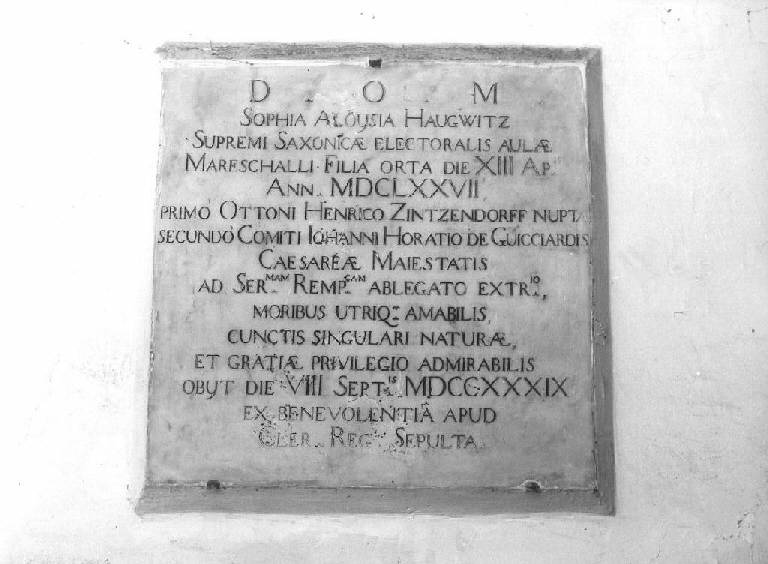 D. O. M
SOPHIA ALOYSIA HAUGWITZ
SUPREMI SAXONICÆ ELECTORALIS AULÆ
MARESCHALLI FILIA ORTA DIE XIII AP.
ANN. MDCLXXVII
PRIMO OTTONI HENRICO ZINTZENDORFF NUPTA
SECUNDO COMITI IOHANNI HORATIO DE GUICCIARDIS
CAESAREÆ MAIESTATIS
AD SER.MAM REMP.CAM ABLEGATO EXTR.IO,
MORIBUS UTRIQ: AMABILIS,
CUNCTIS SINGULARI NATURÆ,
ET GRATIÆ PRIVILEGIO ADMIRABILIS
OBYT DIE VIII SEPT.IS MDCCXXXIX
EX BENEVOLENTIÂ APUD
CLER. REG. SEPULTA.